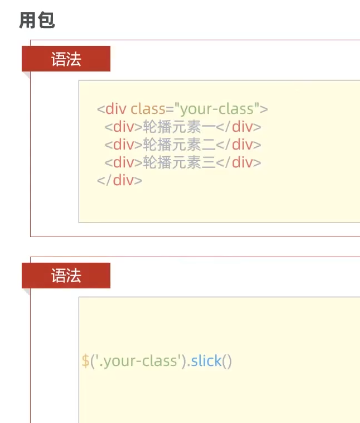 用包
语法
<div class="your-class">
<div>轮播元素一</div>
<div>轮播元素二</div>
<div>轮播元素三</div>
</div>
语法
$('.your-class').slick()